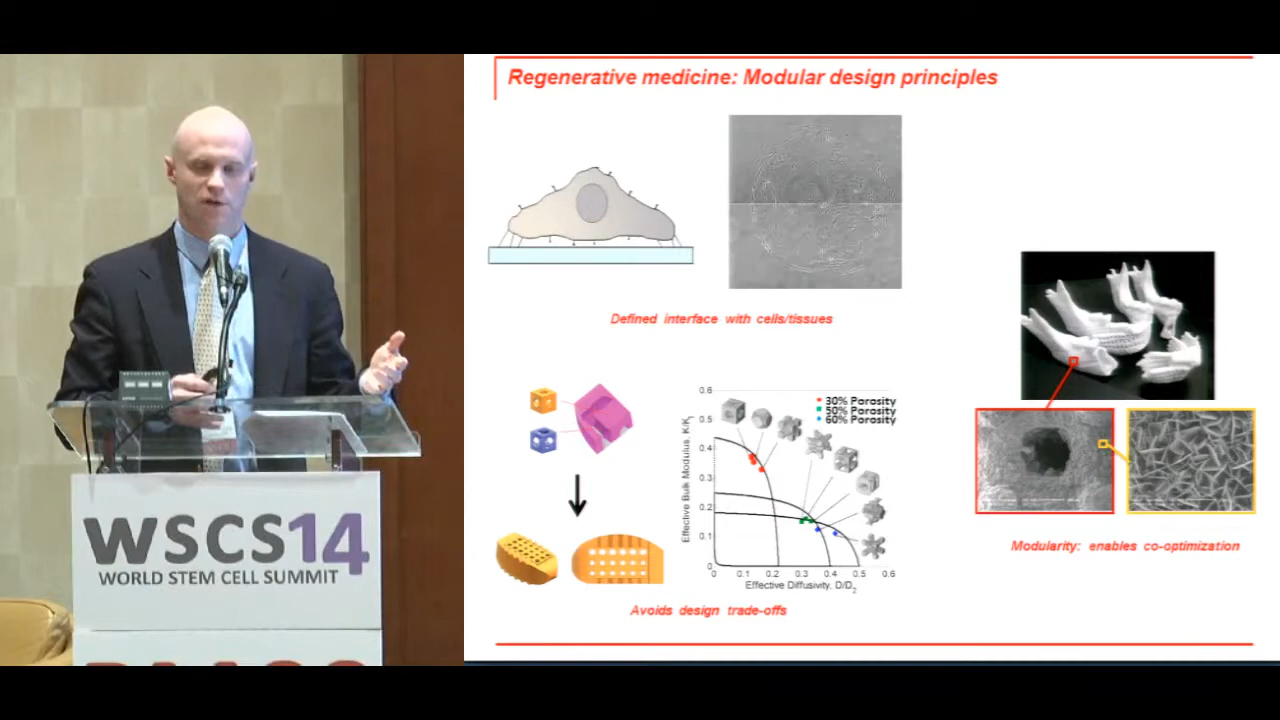 WSCS14
WORLD STEM CELL SUMMIT
Regenerative medicine: Modular design principles
Defined interface with cells/tissues
0.6
0.5
0.4
0.3
0.2
0.1
0
Effective Bulk Modulus, K/K
30% Porosity
50% Porosity
60% Porosity
0 0.1 0.2 0.3 0.4 0.5 0.6
Effective Diffusivity, D/D2
Avoids design trade-offs
Modularity: enables co-optimization